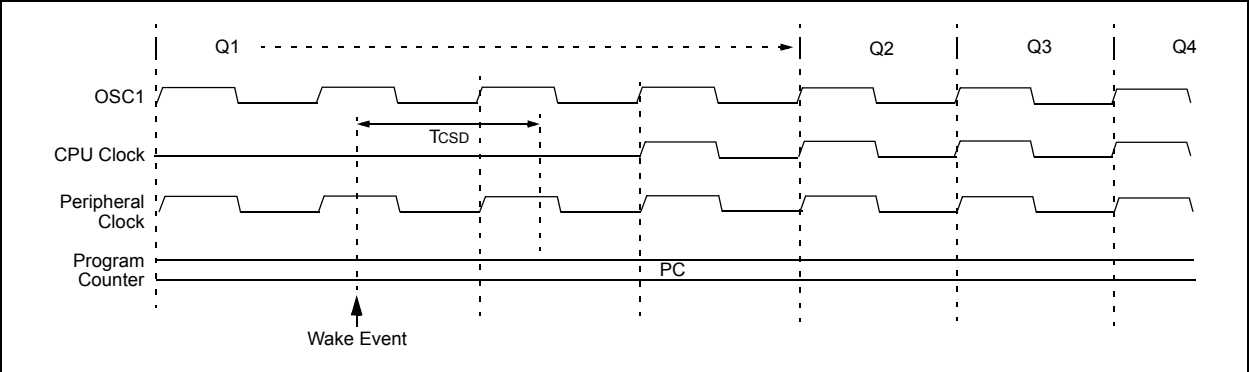 Q1
Q2
Q3
Q4
OSC1
TCSD
CPU Clock
Peripheral
Clock
Program
Counter
PC
Wake Event